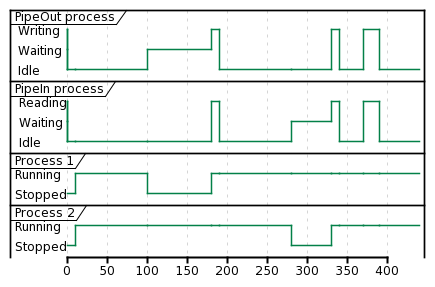 PipeOut process
Writing
Waiting
Idle
PipeIn process
Reading
Waiting
Idle
Process 1
Running
Stopped
Process 2
Running
Stopped
0 50 100 150 200 250 300 350 400